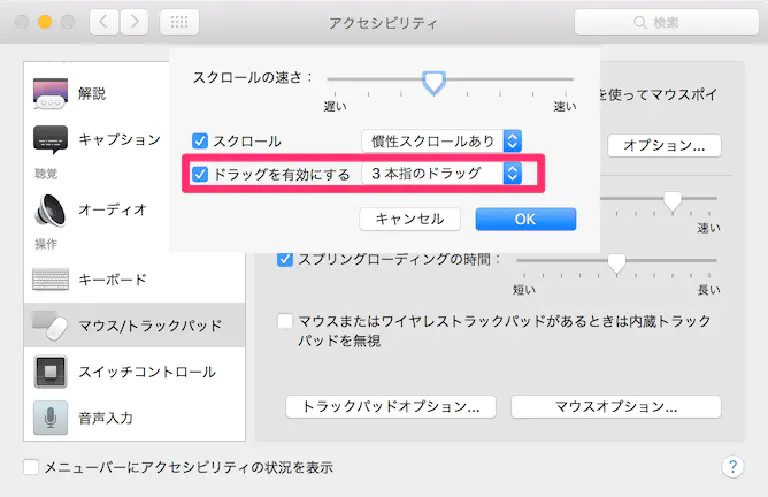 アクセシビリティ
検索
スクロールの速さ：
遅い
速い
スクロール
慣性スクロールあり
ドラッグを有効にする
3 本指のドラッグ
キャンセル
OK
解説
キャプション
聴覚
オーディオ
操作
キーボード
マウス/トラックパッド
スイッチコントロール
音声入力
を使ってマウスポイ
オプション...
速い
スプリングローディングの時間：
短い
長い
マウスまたはワイヤレストラックパッドがあるときは内蔵トラック
パッドを無視
トラックパッドオプション...
マウスオプション...
メニューバーにアクセシビリティの状況を表示
?